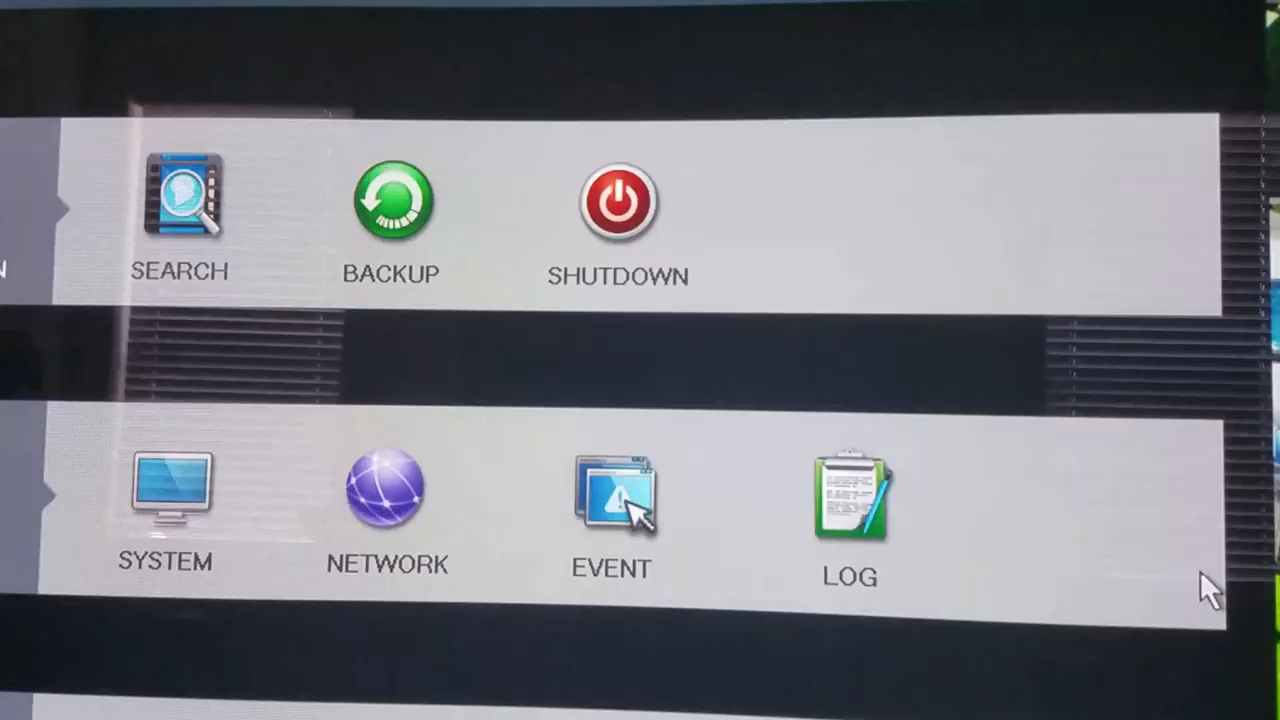 SEARCH
BACKUP
SHUTDOWN
SYSTEM
NETWORK
EVENT
LOG